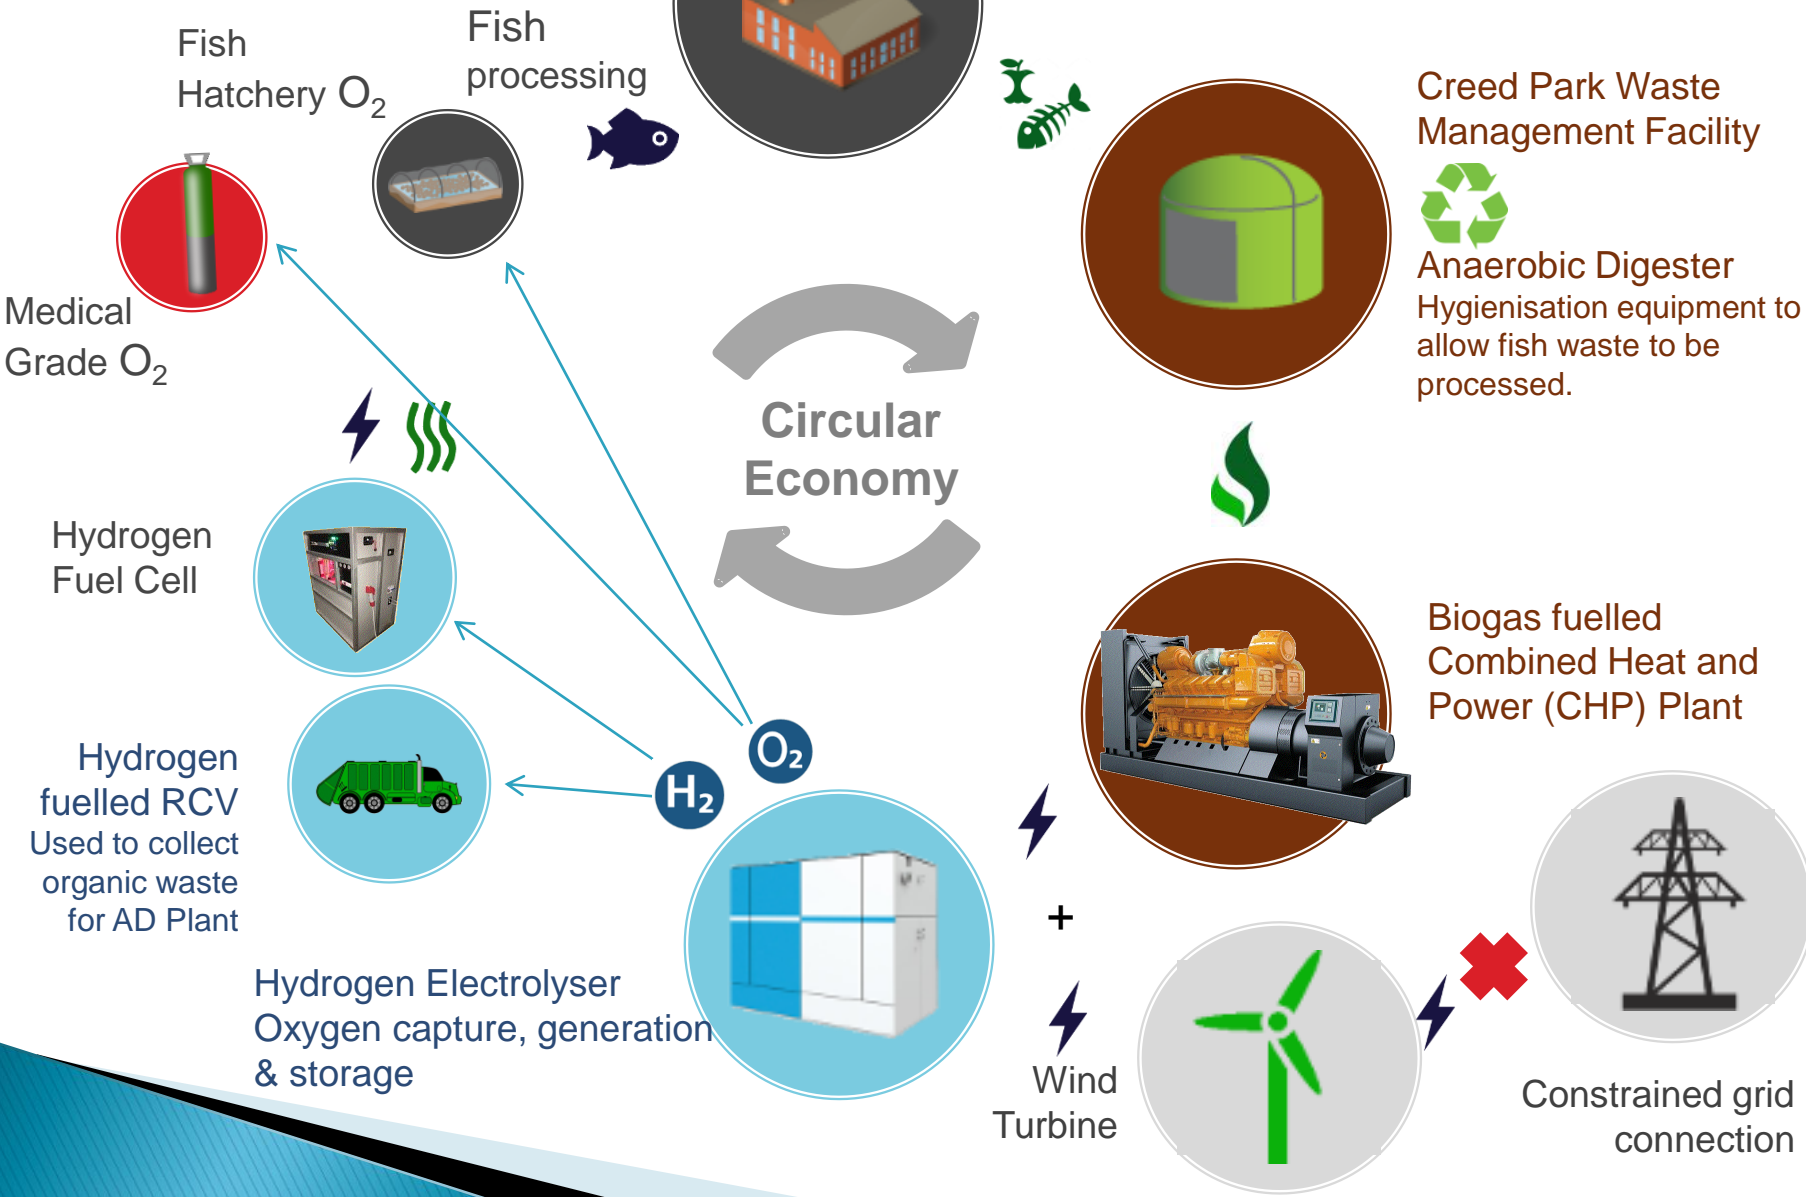 Fish
Hatchery O₂
Fish
processing
Creed Park Waste
Management Facility
Anaerobic Digester
Hygienisation equipment to
allow fish waste to be
processed.
Medical
Grade O₂
Circular
Economy
Hydrogen
Fuel Cell
Biogas fuelled
Combined Heat and
Power (CHP) Plant
Hydrogen
fuelled RCV
Used to collect
organic waste
for AD Plant
O₂
H₂
+
Hydrogen Electrolyser
Oxygen capture, generation
& storage
Wind
Turbine
Constrained grid
connection